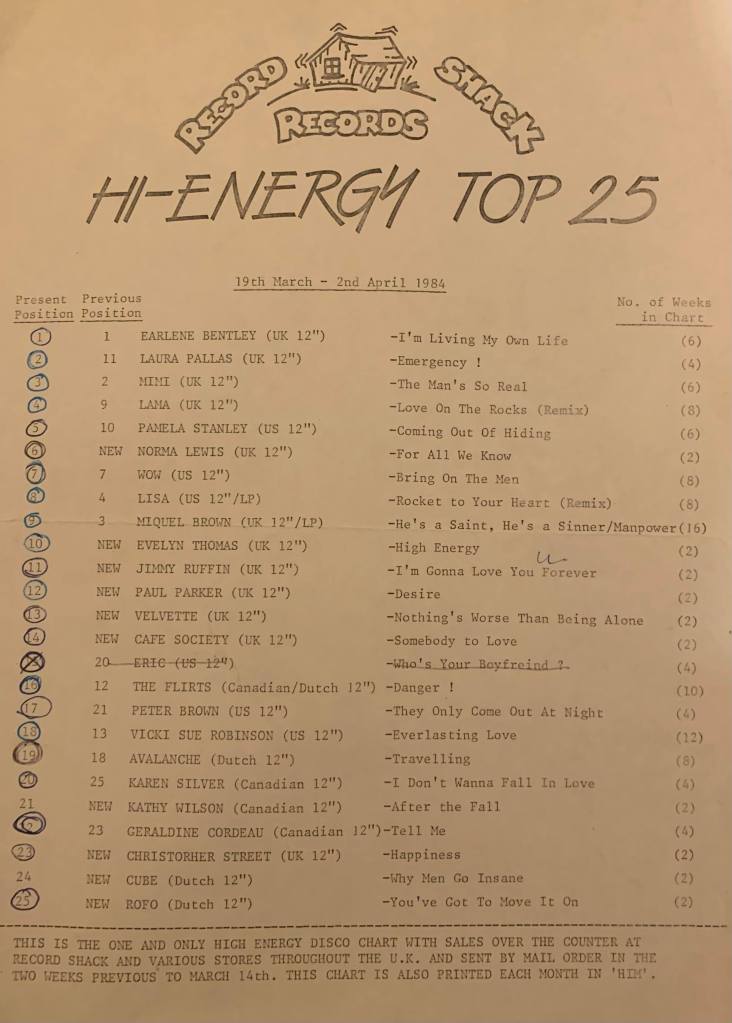 RECORD SHACK
RECORDS
HI-ENERGY TOP 25
19th March - 2nd April 1984
Present Previous No. of Weeks
Position Position in Chart
1 1 EARLENE BENTLEY (UK 12") -I'm Living My Own Life (6)
2 11 LAURA PALLAS (UK 12") -Emergency ! (4)
3 2 MIMI (UK 12") -The Man's So Real (6)
4 9 LAMA (UK 12") -Love On The Rocks (Remix) (8)
5 10 PAMELA STANLEY (US 12") -Coming Out Of Hiding (6)
6 NEW NORMA LEWIS (UK 12") -For All We Know (2)
7 7 WOW (US 12") -Bring On The Men (8)
8 4 LISA (US 12"/LP) -Rocket to Your Heart (Remix) (8)
9 3 MIQUEL BROWN (UK 12"/LP) -He's a Saint, He's a Sinner/Manpower(16)
10 NEW EVELYN THOMAS (UK 12") -High Energy (2)
11 NEW JIMMY RUFFIN (UK 12") -I'm Gonna Love You Forever (2)
12 NEW PAUL PARKER (UK 12") -Desire (2)
13 NEW VELVETTE (UK 12") -Nothing's Worse Than Being Alone (2)
14 NEW CAFE SOCIETY (UK 12") -Somebody to Love (2)
20 ERIC (US 12") -Who's Your Boyfreind ? (4)
16 12 THE FLIRTS (Canadian/Dutch 12") -Danger ! (10)
17 21 PETER BROWN (US 12") -They Only Come Out At Night (4)
18 13 VICKI SUE ROBINSON (US 12") -Everlasting Love (12)
19 18 AVALANCHE (Dutch 12") -Travelling (8)
20 25 KAREN SILVER (Canadian 12") -I Don't Wanna Fall In Love (4)
21 NEW KATHY WILSON (Canadian 12") -After the Fall (2)
23 GERALDINE CORDEAU (Canadian 12")-Tell Me (4)
23 NEW CHRISTORHER STREET (UK 12") -Happiness (2)
24 NEW CUBE (Dutch 12") -Why Men Go Insane (2)
25 NEW ROFO (Dutch 12") -You've Got To Move It On (2)
THIS IS THE ONE AND ONLY HIGH ENERGY DISCO CHART WITH SALES OVER THE COUNTER AT
RECORD SHACK AND VARIOUS STORES THROUGHOUT THE U.K. AND SENT BY MAIL ORDER IN THE
TWO WEEKS PREVIOUS TO MARCH 14th. THIS CHART IS ALSO PRINTED EACH MONTH IN 'HIM'.